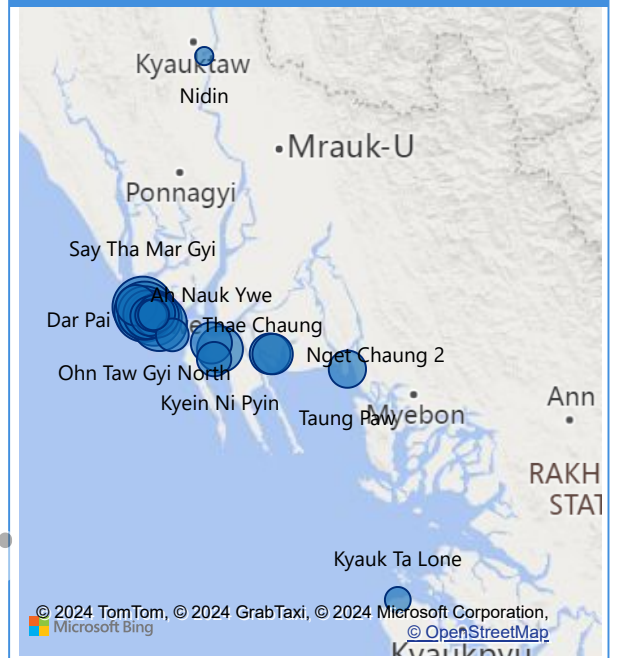 Kyauktaw
Nidin
Mrauk-U
Ponnagyi
Say Tha Mar Gyi
Ah Nauk Ywe
Dar Pai
Thae Chaung
Nget Chaung 2
Ohn Taw Gyi North
Kyein Ni Pyin
Ann
Taung Paw
Myebon
RAKH
STAT
Kyauk Ta Lone
© 2024 TomTom, © 2024 GrabTaxi, © 2024 Microsoft Corporation,
Microsoft Bing
© OpenStreetMap
Kyaukpyu